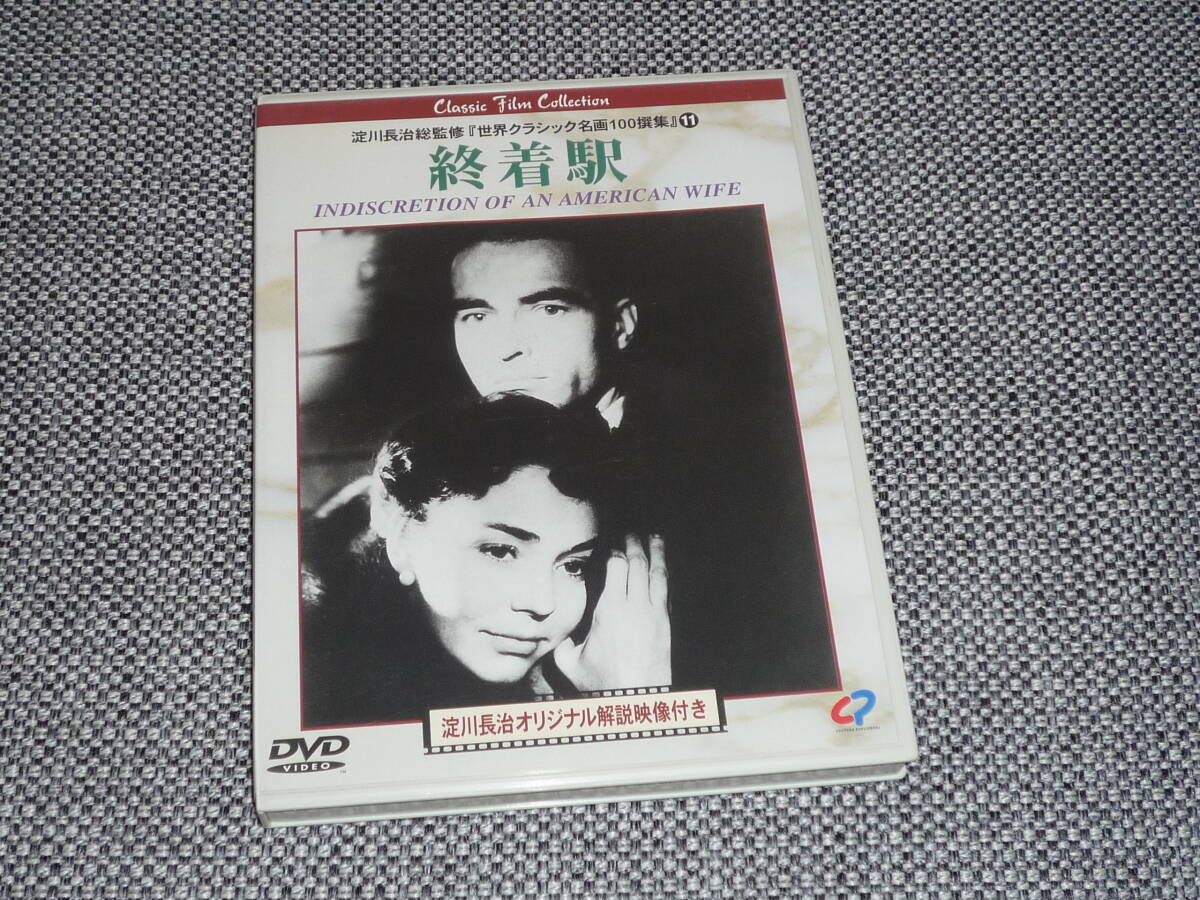 Classic Film Collection
淀川長治総監修『世界クラシック名画100撰集』⓫
終着駅
INDISCRETION OF AN AMERICAN WIFE
淀川長治オリジナル解説映像付き
DVD
VIDEO
TM
CP